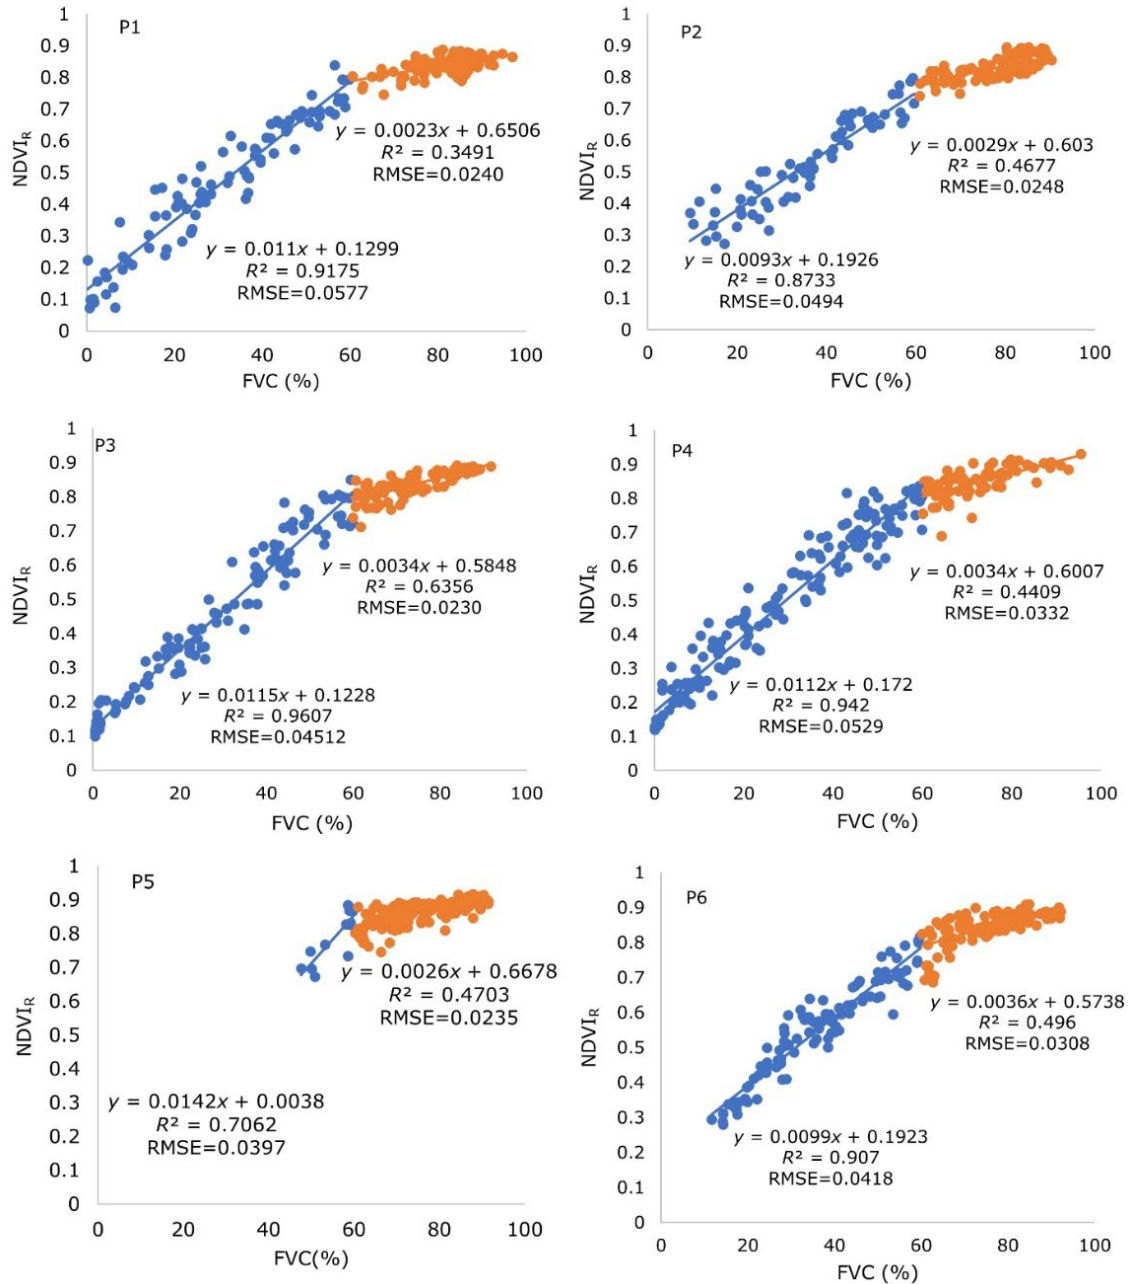 P1
1
0.9
0.8
0.7
0.6
0.5
0.4
0.3
0.2
0.1
0
NDVIR
y = 0.0023x + 0.6506
R² = 0.3491
RMSE=0.0240
y = 0.011x + 0.1299
R² = 0.9175
RMSE=0.0577
0 20 40 60 80 100
FVC (%)
P2
1
0.9
0.8
0.7
0.6
0.5
0.4
0.3
0.2
0.1
0
NDVIR
y = 0.0029x + 0.603
R² = 0.4677
RMSE=0.0248
y = 0.0093x + 0.1926
R² = 0.8733
RMSE=0.0494
0 20 40 60 80 100
FVC (%)
P3
1
0.9
0.8
0.7
0.6
0.5
0.4
0.3
0.2
0.1
0
NDVIR
y = 0.0034x + 0.5848
R² = 0.6356
RMSE=0.0230
y = 0.0115x + 0.1228
R² = 0.9607
RMSE=0.04512
0 20 40 60 80 100
FVC (%)
P4
1
0.9
0.8
0.7
0.6
0.5
0.4
0.3
0.2
0.1
0
NDVIR
y = 0.0034x + 0.6007
R² = 0.4409
RMSE=0.0332
y = 0.0112x + 0.172
R² = 0.942
RMSE=0.0529
0 20 40 60 80 100
FVC (%)
P5
1
0.9
0.8
0.7
0.6
0.5
0.4
0.3
0.2
0.1
0
NDVIR
y = 0.0026x + 0.6678
R² = 0.4703
RMSE=0.0235
y = 0.0142x + 0.0038
R² = 0.7062
RMSE=0.0397
0 20 40 60 80 100
FVC(%)
P6
1
0.9
0.8
0.7
0.6
0.5
0.4
0.3
0.2
0.1
0
NDVIR
y = 0.0036x + 0.5738
R² = 0.496
RMSE=0.0308
y = 0.0099x + 0.1923
R² = 0.907
RMSE=0.0418
0 20 40 60 80 100
FVC (%)